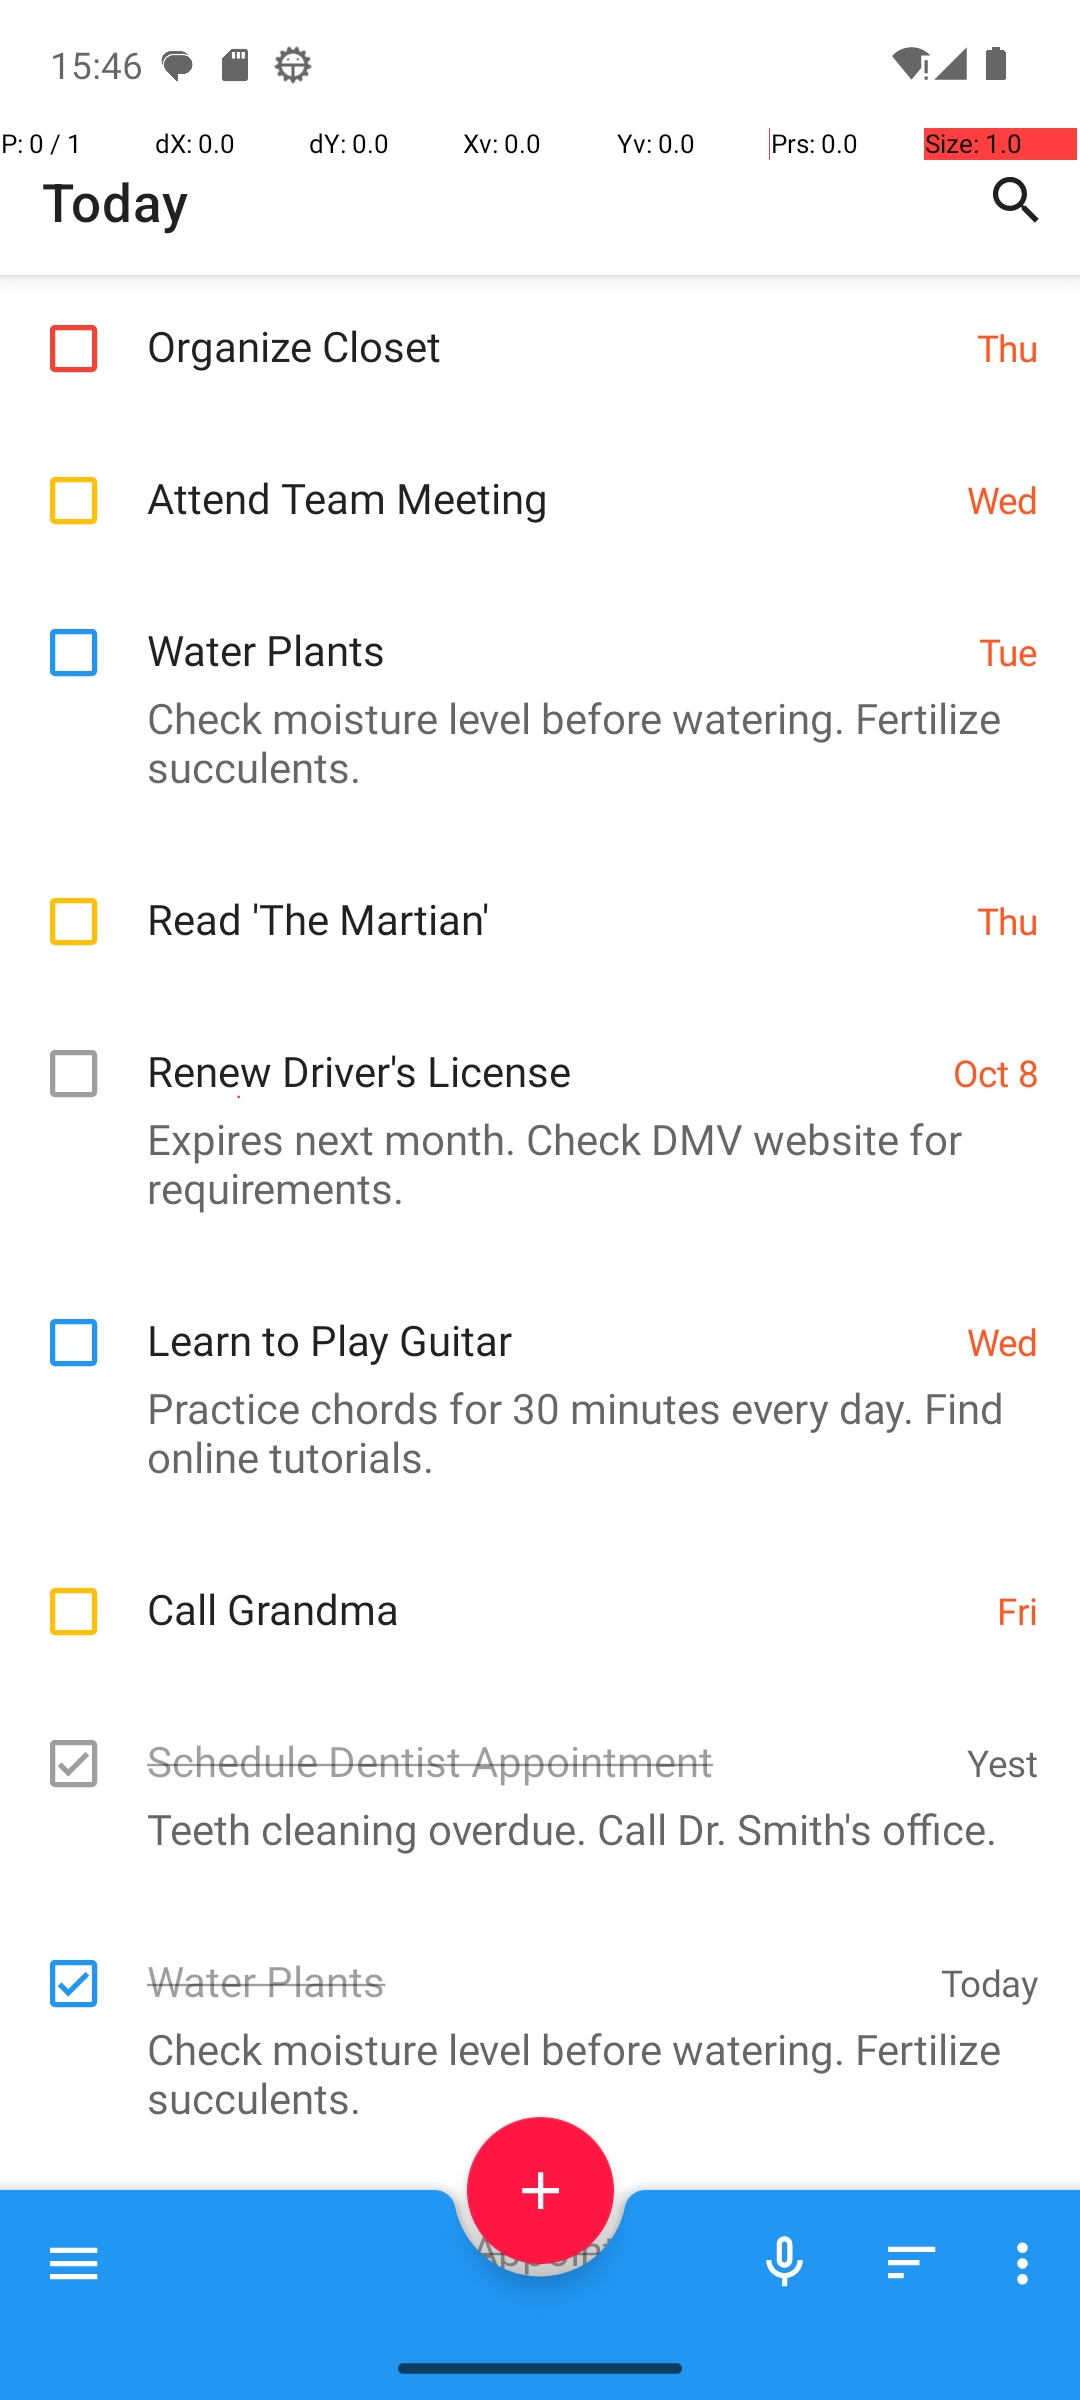 15:46
P: 0 / 1 dX: 0.0 dY: 0.0 Xv: 0.0 Yv: 0.0 Prs: 0.0 Size: 1.0
Today
Organize Closet Thu
Attend Team Meeting Wed
Water Plants Tue
Check moisture level before watering. Fertilize
succulents.
Read 'The Martian' Thu
Renew Driver's License Oct 8
Expires next month. Check DMV website for
requirements.
Learn to Play Guitar Wed
Practice chords for 30 minutes every day. Find
online tutorials.
Call Grandma Fri
Schedule Dentist Appointment Yest
Teeth cleaning overdue. Call Dr. Smith's office.
Water Plants Today
Check moisture level before watering. Fertilize
succulents.